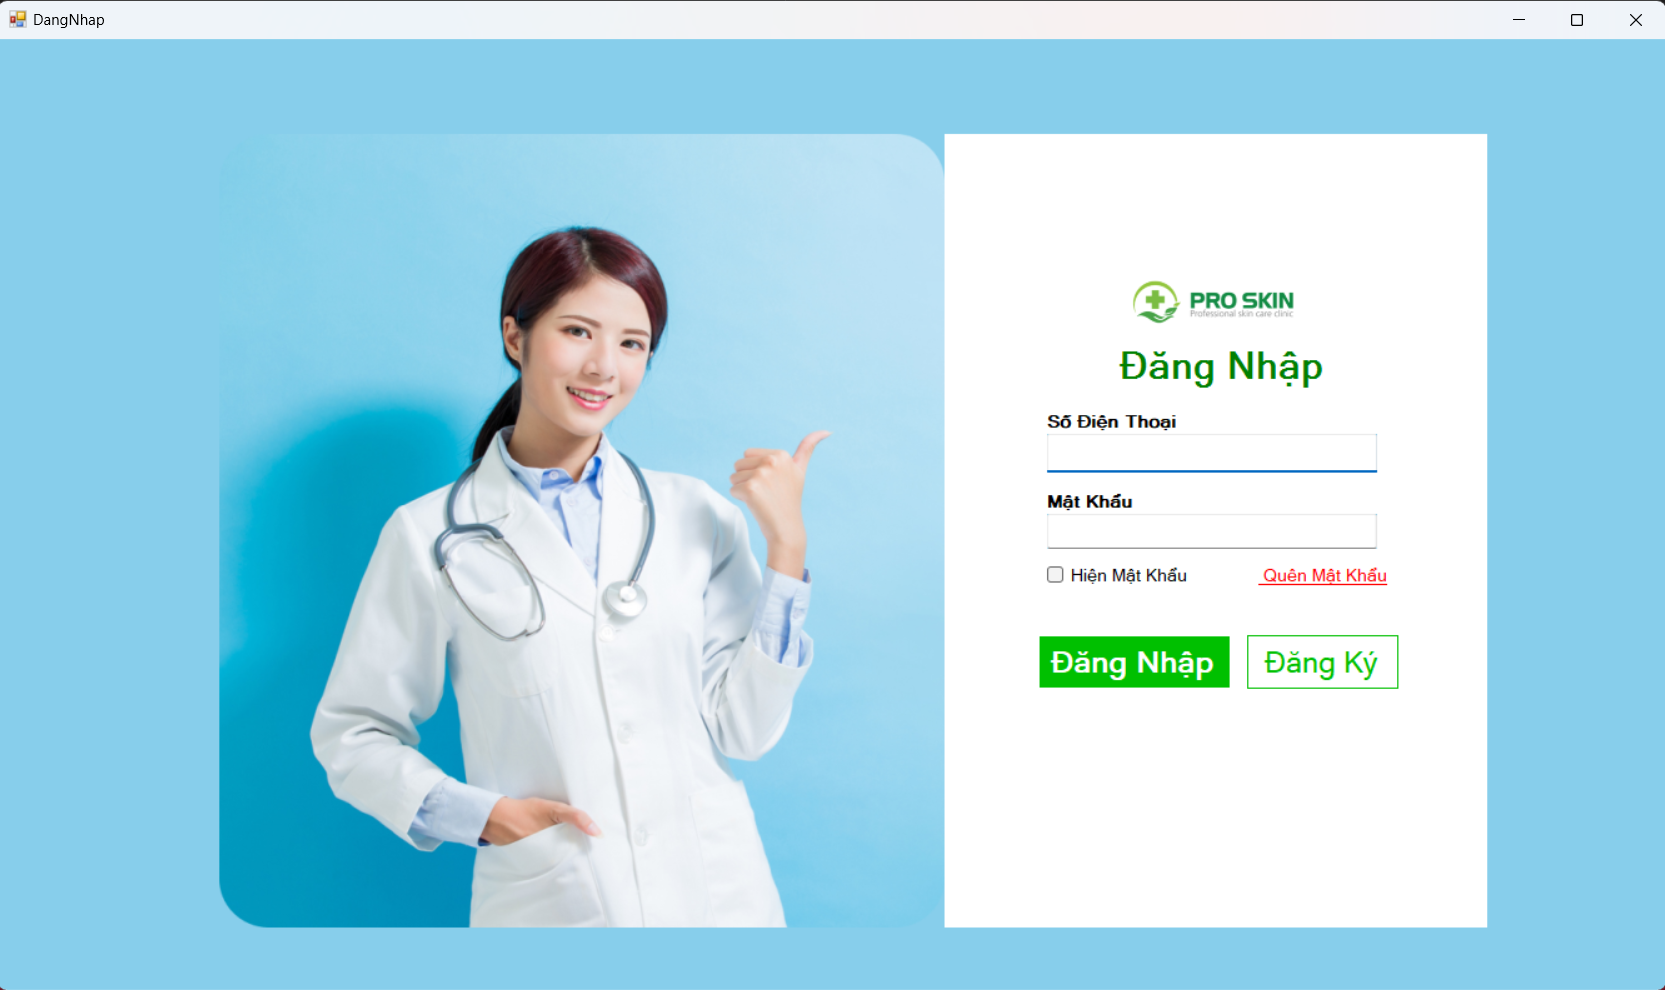 DangNhap
PRO SKIN
Professional skin care clinic
Đăng Nhập
Số Điện Thoại
Mật Khẩu
Hiện Mật Khẩu
Quên Mật Khẩu
Đăng Nhập
Đăng Ký